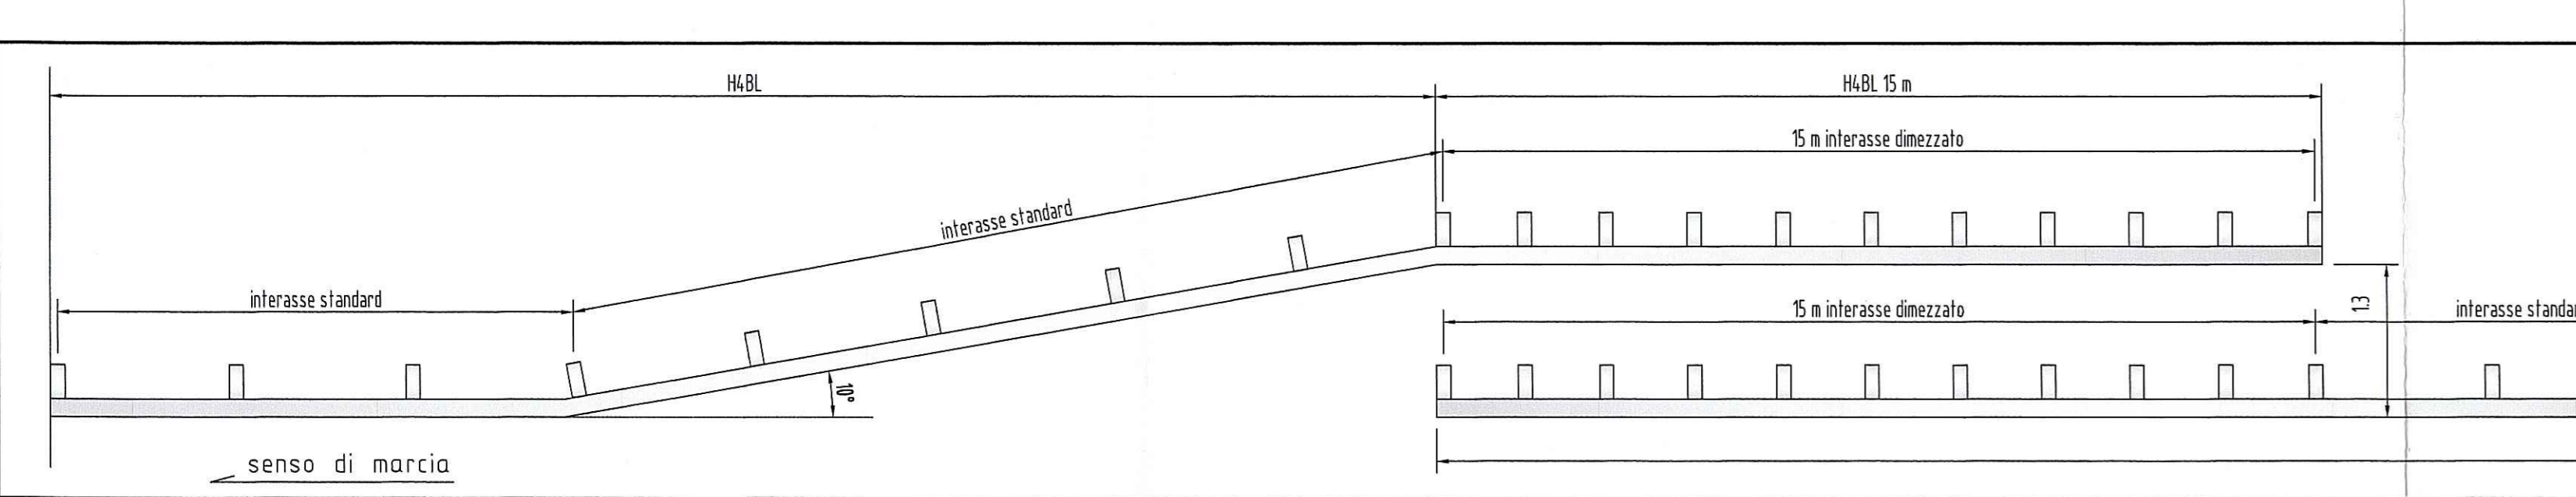 H4BL
H4BL 15 m
15 m interasse dimezzato
interasse standard
interasse standard
15 m interasse dimezzato
1.3
10°
senso di marcia